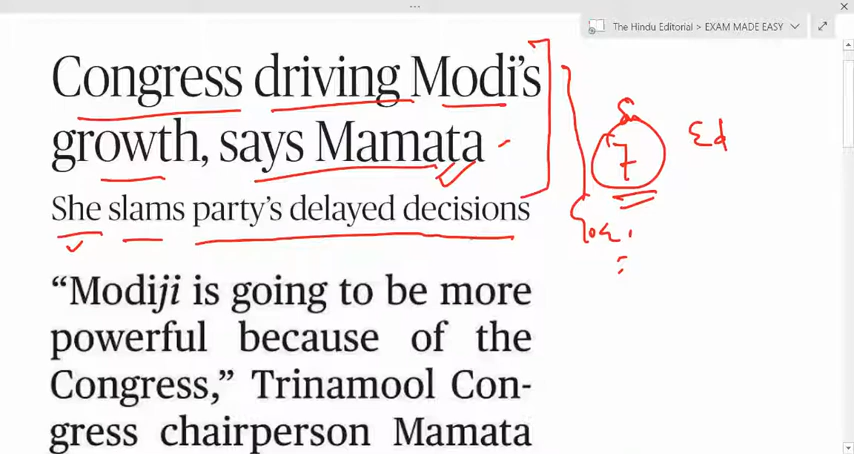 The Hindu Editorial > EXAM MADE EASY
Congress driving Modi's
growth, says Mamata
She slams party's delayed decisions
"Modiji is going to be more
powerful because of the
Congress," Trinamool Con-
gress chairperson Mamata
7
Ed